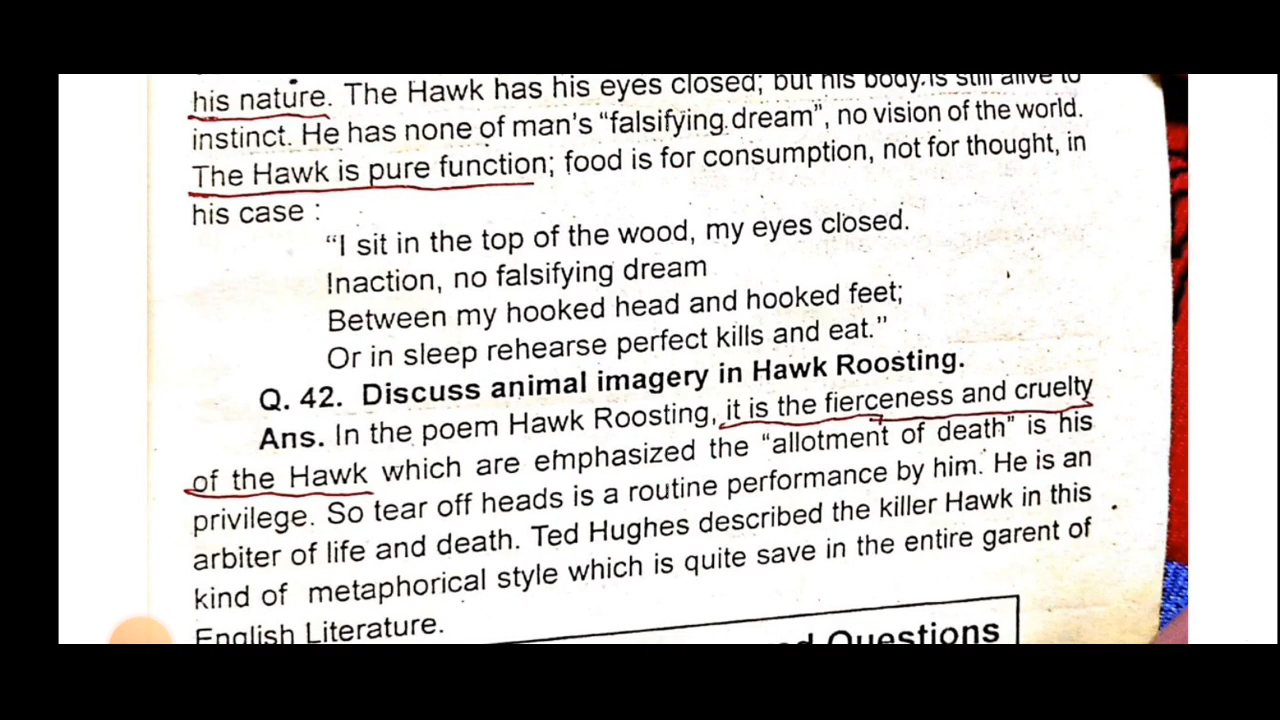 his nature. The Hawk has his eyes closed; but his body is still alive to
instinct. He has none of man's "falsifying dream", no vision of the world.
The Hawk is pure function; food is for consumption, not for thought, in
his case :
"I sit in the top of the wood, my eyes closed.
Inaction, no falsifying dream
Between my hooked head and hooked feet;
Or in sleep rehearse perfect kills and eat."
Q. 42. Discuss animal imagery in Hawk Roosting.
Ans. In the poem Hawk Roosting, it is the fierceness and cruelty
of the Hawk which are emphasized the "allotment of death" is his
privilege. So tear off heads is a routine performance by him. He is an
arbiter of life and death. Ted Hughes described the killer Hawk in this
kind of metaphorical style which is quite save in the entire garent of
English Literature.
Questions